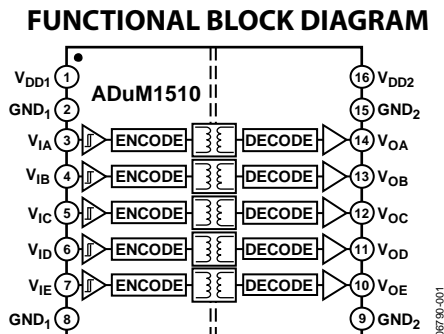 FUNCTIONAL BLOCK DIAGRAM
ADuM1510
VDD1 1 16 VDD2
GND1 2 15 GND2
VIA 3 ENCODE DECODE 14 VOA
VIB 4 ENCODE DECODE 13 VOB
VIC 5 ENCODE DECODE 12 VOC
VID 6 ENCODE DECODE 11 VOD
VIE 7 ENCODE DECODE 10 VOE
GND1 8 9 GND2
06790-001